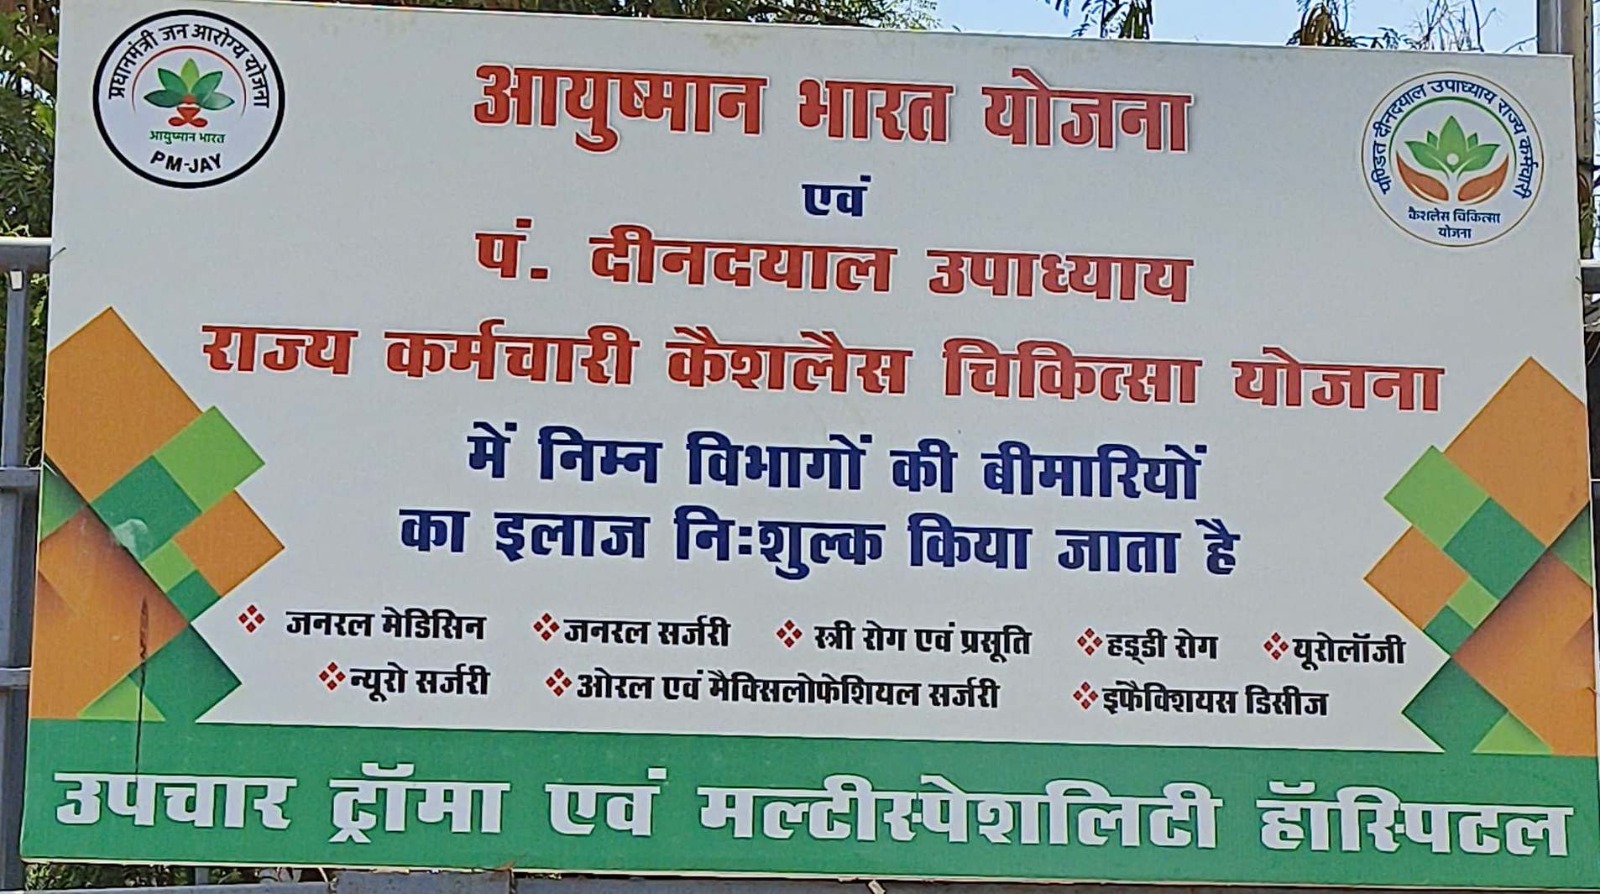 प्रधानमंत्री जन आरोग्य योजना
आयुष्मान भारत
PM-JAY
आयुष्मान भारत योजना
पण्डित दीनदयाल उपाध्याय राज्य कर्मचारी
कैशलेस चिकित्सा
योजना
एवं
पं. दीनदयाल उपाध्याय
राज्य कर्मचारी कैशलैस चिकित्सा योजना
में निम्न विभागों की बीमारियों
का इलाज निःशुल्क किया जाता है
❖ जनरल मेडिसिन ❖ जनरल सर्जरी ❖ स्त्री रोग एवं प्रसूति ❖ हड्डी रोग ❖ यूरोलॉजी
❖ न्यूरो सर्जरी ❖ ओरल एवं मैक्सिलोफेशियल सर्जरी ❖ इंफैक्शियस डिसीज
उपचार ट्रॉमा एवं मल्टीस्पेशलिटी हॉस्पिटल